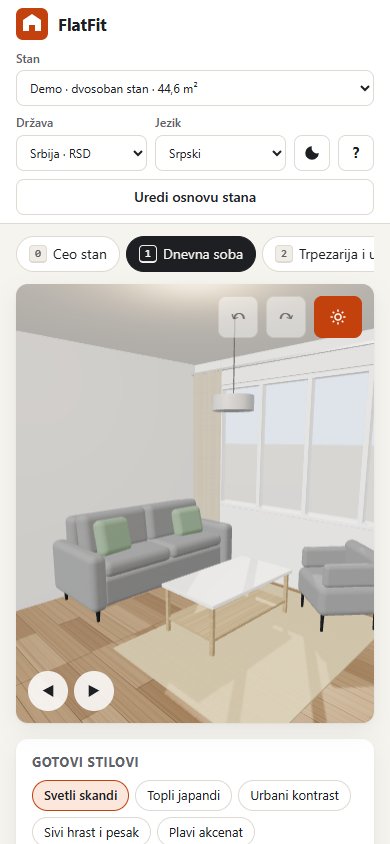 FlatFit
Stan
Demo · dvosoban stan · 44,6 m²
Država Jezik
Srbija · RSD Srpski ?
Uredi osnovu stana
0 Ceo stan 1 Dnevna soba 2 Trpezarija i u
GOTOVI STILOVI
Svetli skandi Topli japandi Urbani kontrast
Sivi hrast i pesak Plavi akcenat